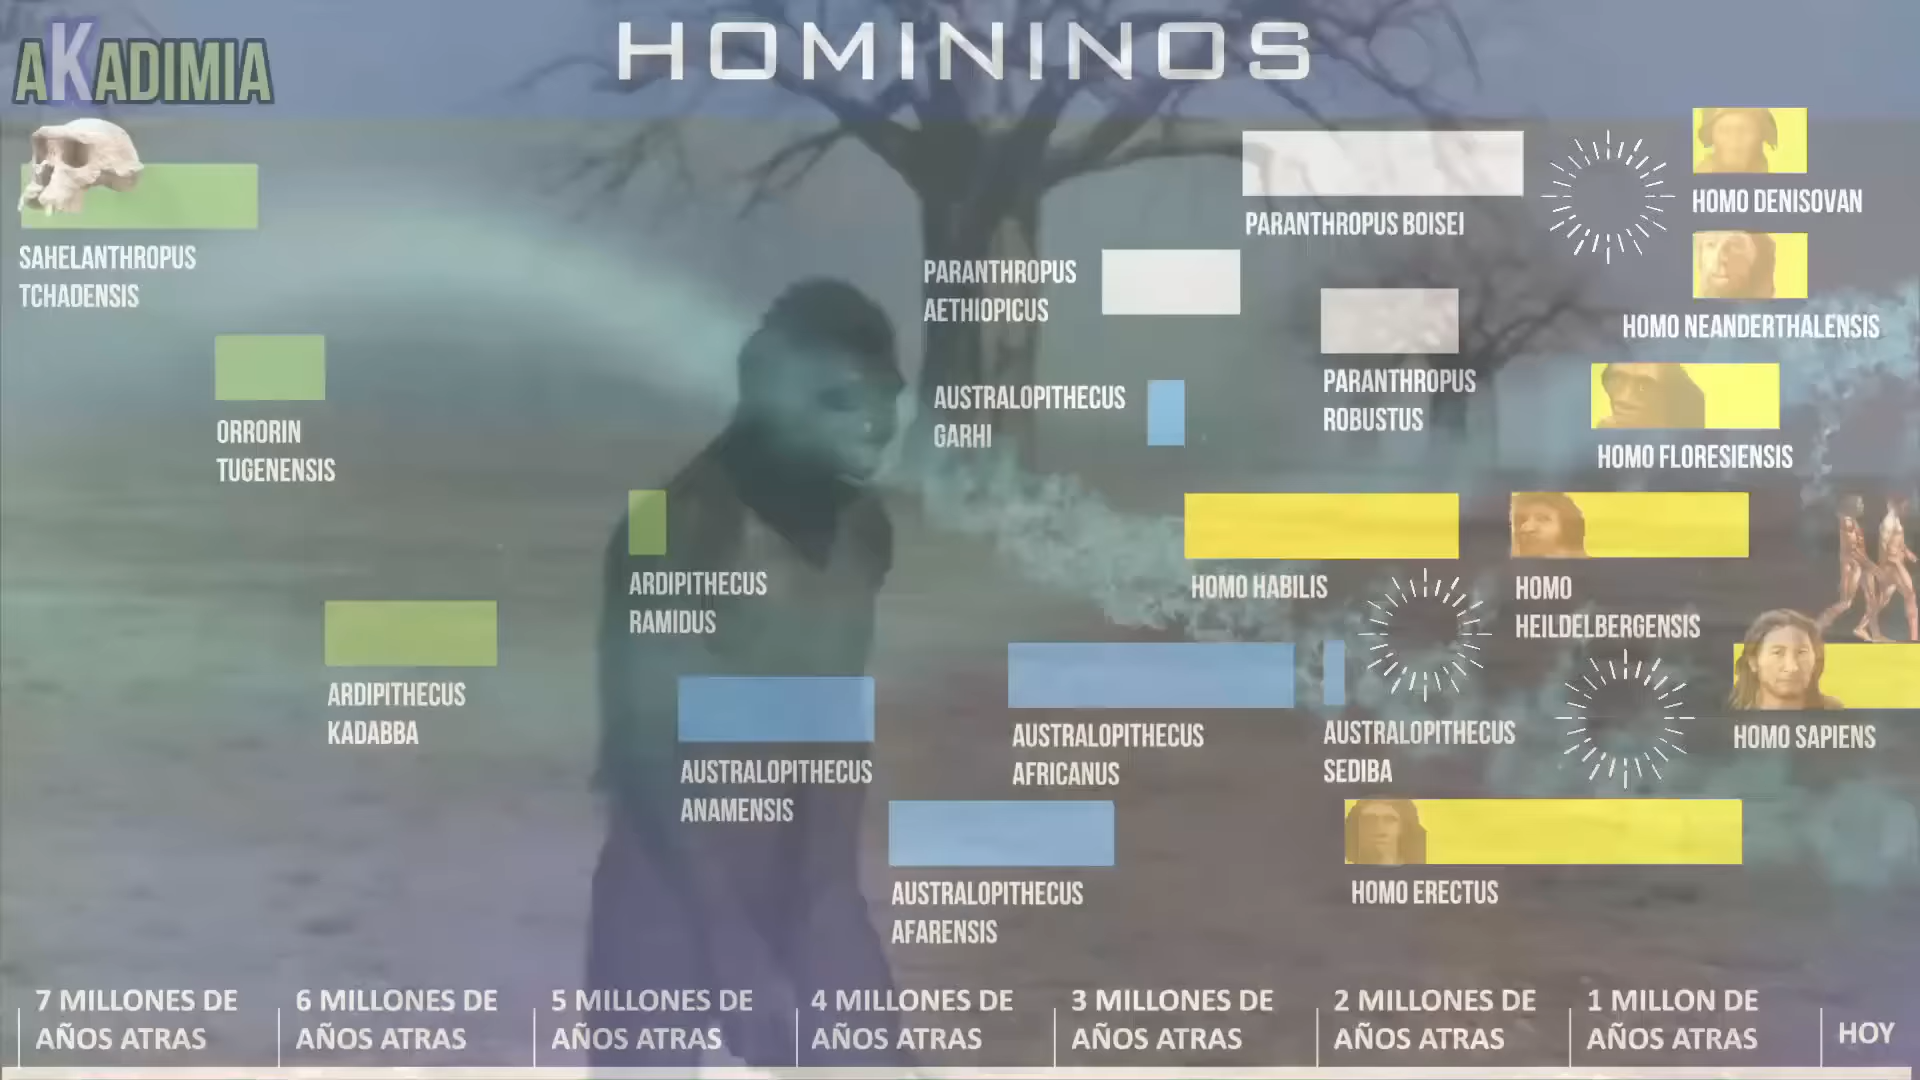 AKADIMIA
HOMININOS
SAHELANTHROPUS
TCHADENSIS
ORRORIN
TUGENENSIS
ARDIPITHECUS
KADABBA
ARDIPITHECUS
RAMIDUS
AUSTRALOPITHECUS
ANAMENSIS
AUSTRALOPITHECUS
AFARENSIS
PARANTHROPUS
AETHIOPICUS
AUSTRALOPITHECUS
GARHI
AUSTRALOPITHECUS
AFRICANUS
PARANTHROPUS BOISEI
PARANTHROPUS
ROBUSTUS
HOMO HABILIS
AUSTRALOPITHECUS
SEDIBA
HOMO ERECTUS
HOMO DENISOVAN
HOMO NEANDERTHALENSIS
HOMO FLORESIENSIS
HOMO
HEILDELBERGENSIS
HOMO SAPIENS
7 MILLONES DE
AÑOS ATRAS
6 MILLONES DE
AÑOS ATRAS
5 MILLONES DE
AÑOS ATRAS
4 MILLONES DE
AÑOS ATRAS
3 MILLONES DE
AÑOS ATRAS
2 MILLONES DE
AÑOS ATRAS
1 MILLON DE
AÑOS ATRAS
HOY